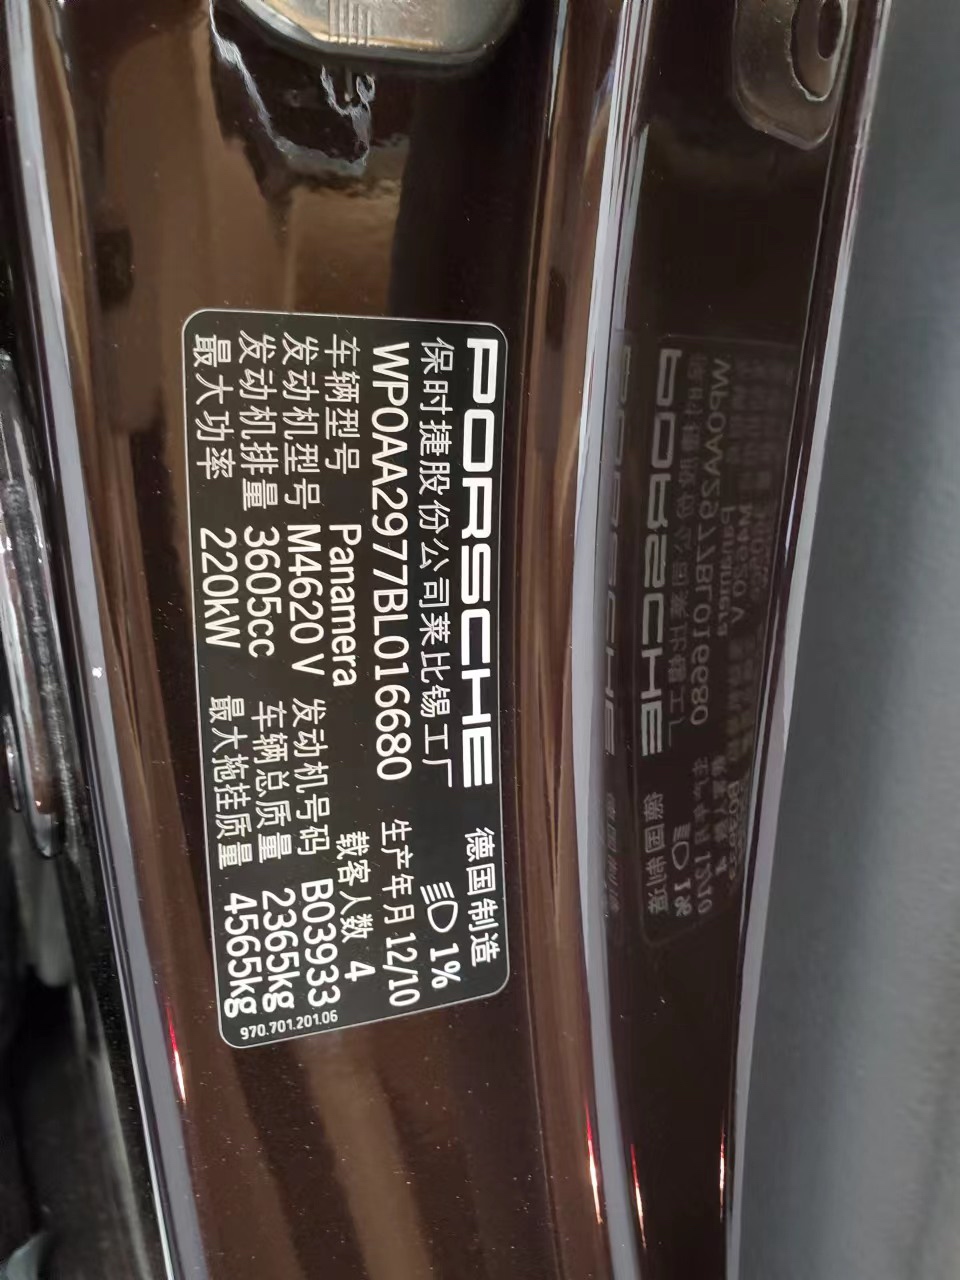 PORSCHE 德国制造
保时捷股份公司莱比锡工厂 1%
WP0AA2977BL016680 生产年月 12/10
车辆型号 Panamera 载客人数 4
发动机型号 M4620 V 发动机号码 B03933
发动机排量 3605cc 车辆总质量 2365kg
最大功率 220kW 最大拖挂质量 4565kg
970.701.201.06